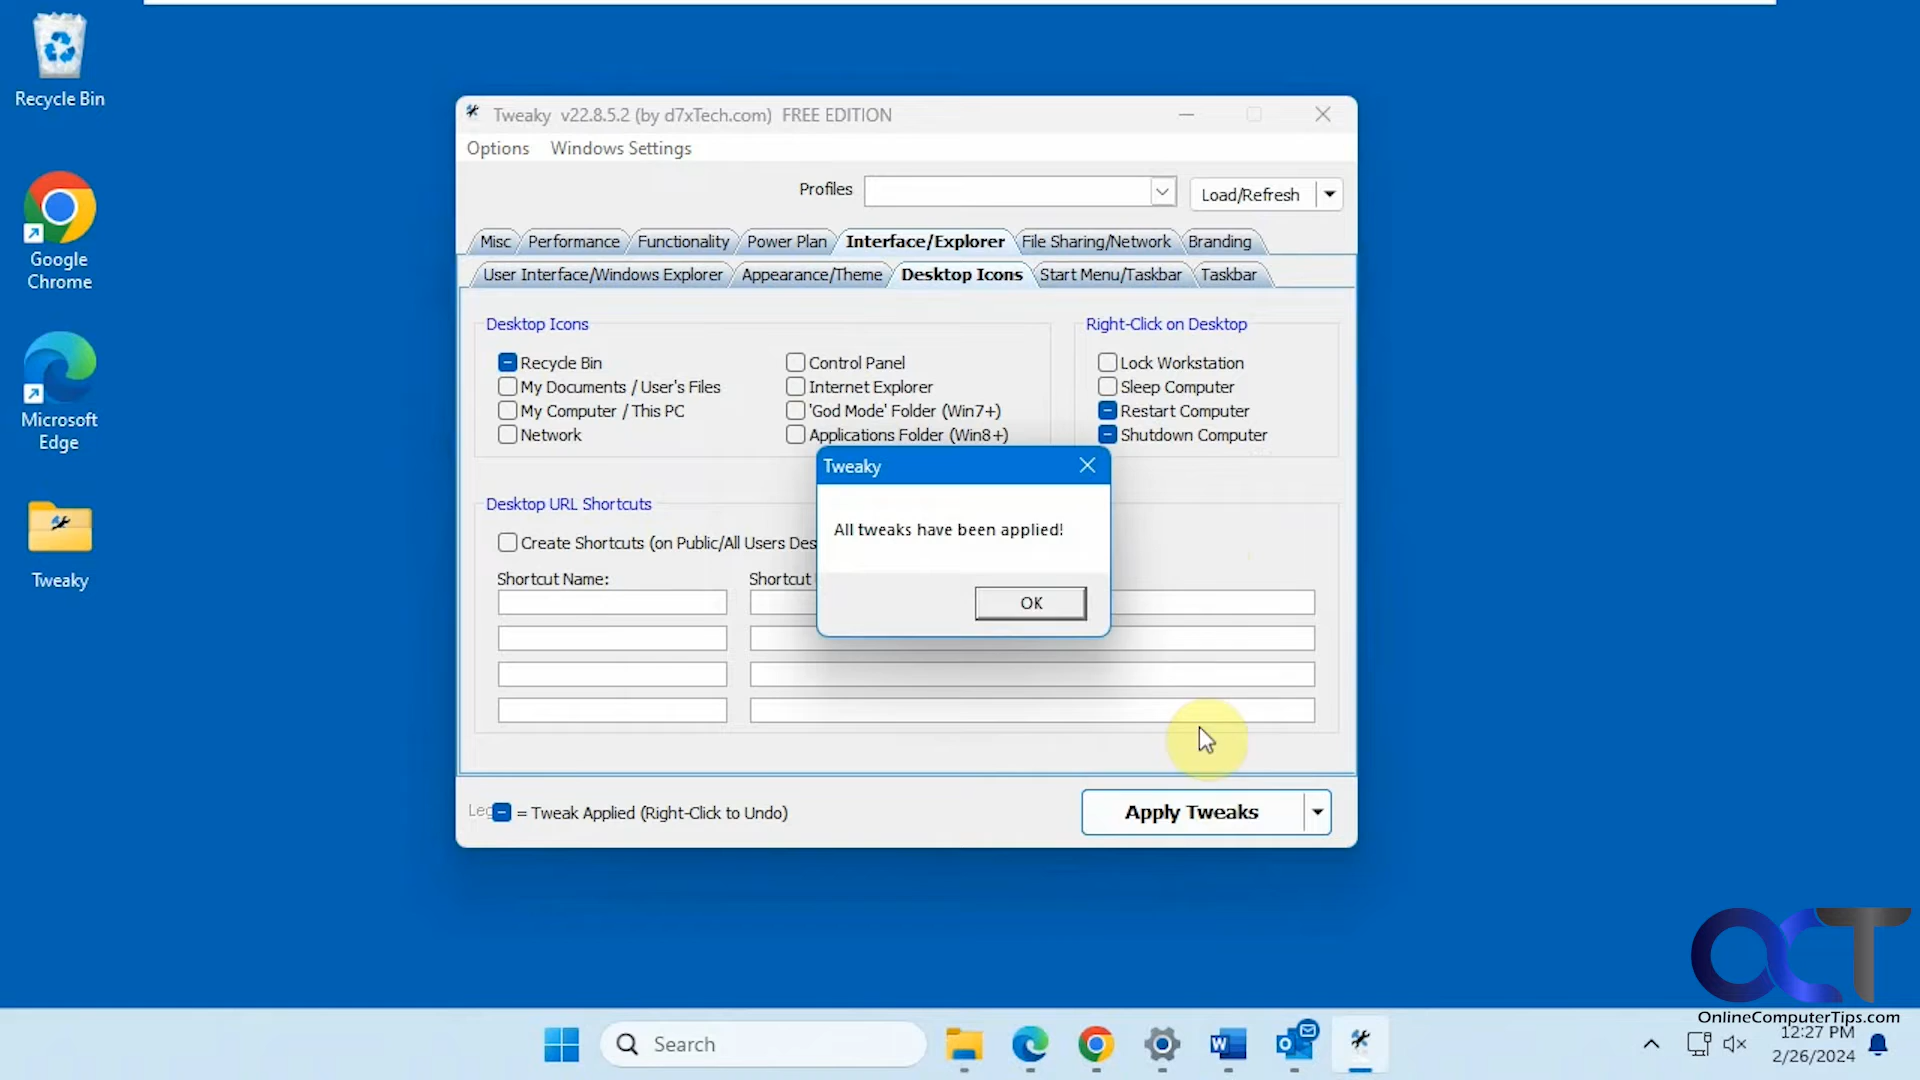 Recycle Bin
Google
Chrome
Microsoft
Edge
Tweaky
Tweaky v22.8.5.2 (by d7xTech.com) FREE EDITION
Options Windows Settings
Profiles Load/Refresh
Misc Performance Functionality Power Plan Interface/Explorer File Sharing/Network Branding
User Interface/Windows Explorer Appearance/Theme Desktop Icons Start Menu/Taskbar Taskbar
Desktop Icons Right-Click on Desktop
Recycle Bin Control Panel Lock Workstation
My Documents / User's Files Internet Explorer Sleep Computer
My Computer / This PC 'God Mode' Folder (Win7+) Restart Computer
Network Applications Folder (Win8+) Shutdown Computer
Tweaky
All tweaks have been applied!
OK
Desktop URL Shortcuts
Create Shortcuts (on Public/All Users Des
Shortcut Name: Shortcut
Leg = Tweak Applied (Right-Click to Undo)
Apply Tweaks
OCT
OnlineComputerTips.com
Search
12:27 PM
2/26/2024